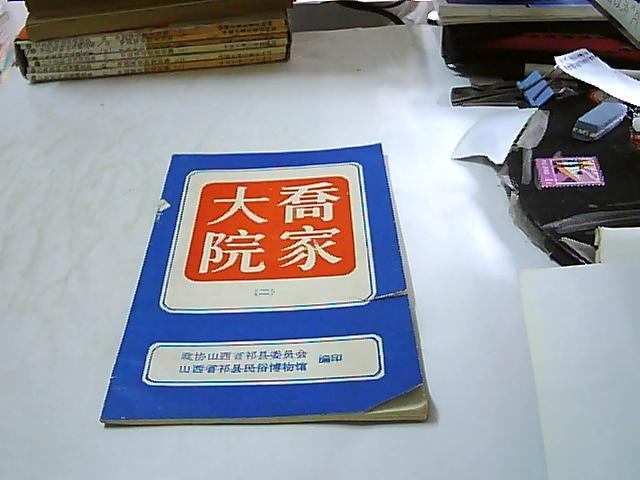 喬家
大院
(二)
政协山西省祁县委员会
山西省祁县民俗博物馆
编印